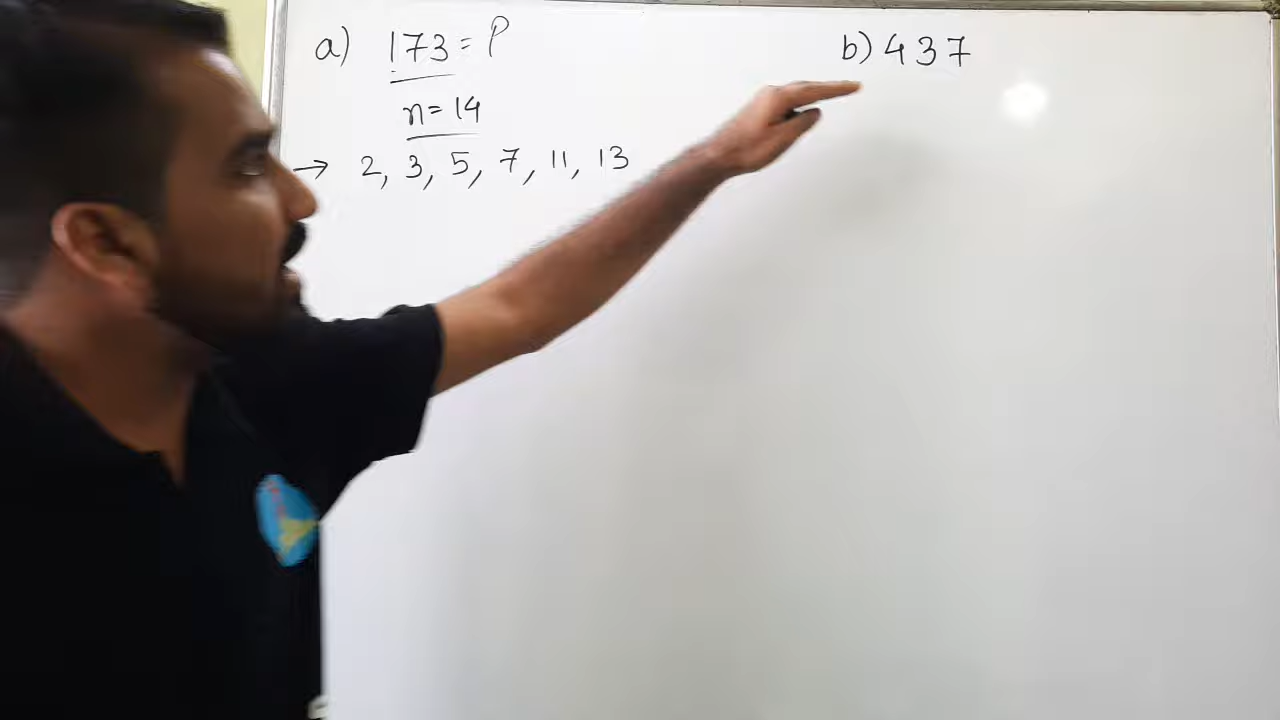 a) 173 = P
n = 14
→ 2, 3, 5, 7, 11, 13
b) 437